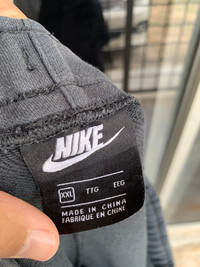 NIKE
XXL TTG EEG
MADE IN CHINA
FABRIQUÉ EN CHINE